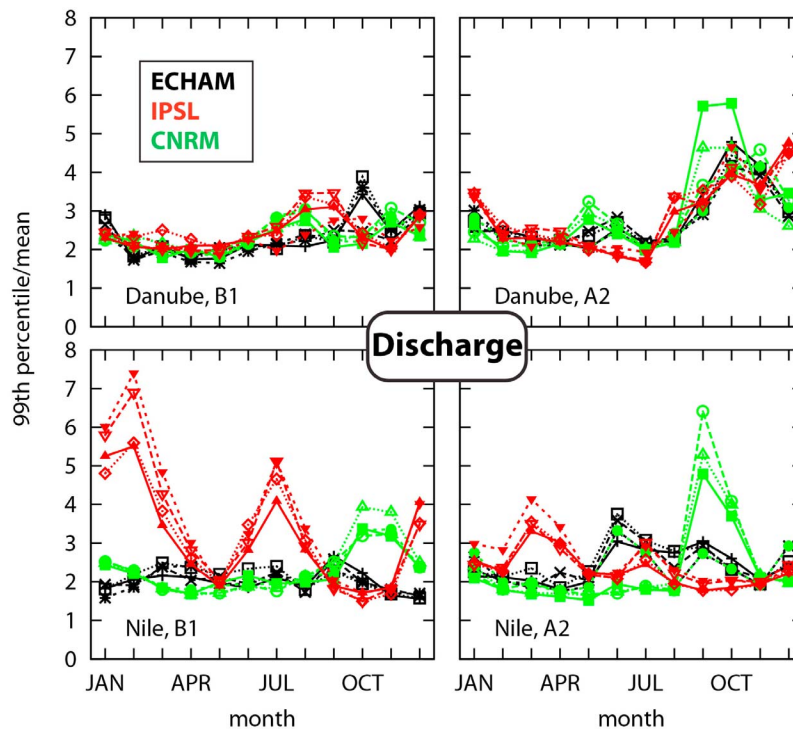 8
7
6
5
4
3
2
1
0
ECHAM
IPSL
CNRM
Danube, B1
Danube, A2
Discharge
99th percentile/mean
8
7
6
5
4
3
2
1
0
Nile, B1
Nile, A2
JAN APR JUL OCT
JAN APR JUL OCT
month
month